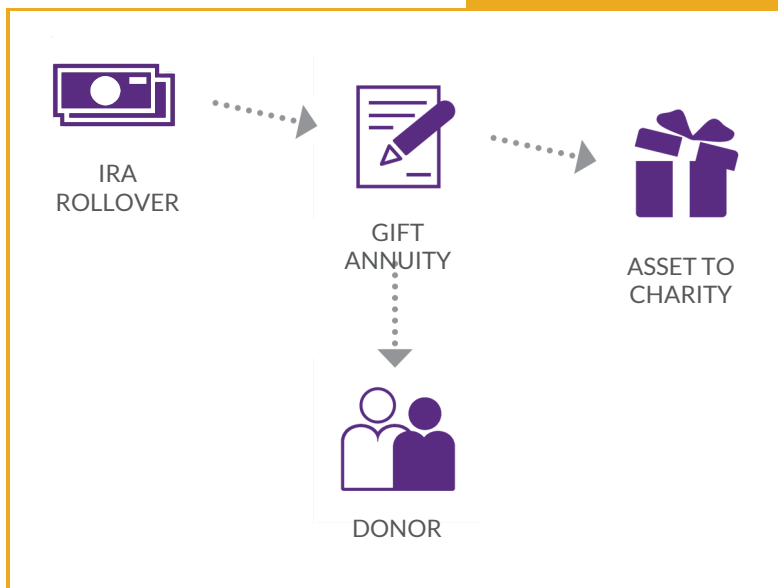 IRA
ROLLOVER
GIFT
ANNUITY
ASSET TO
CHARITY
DONOR